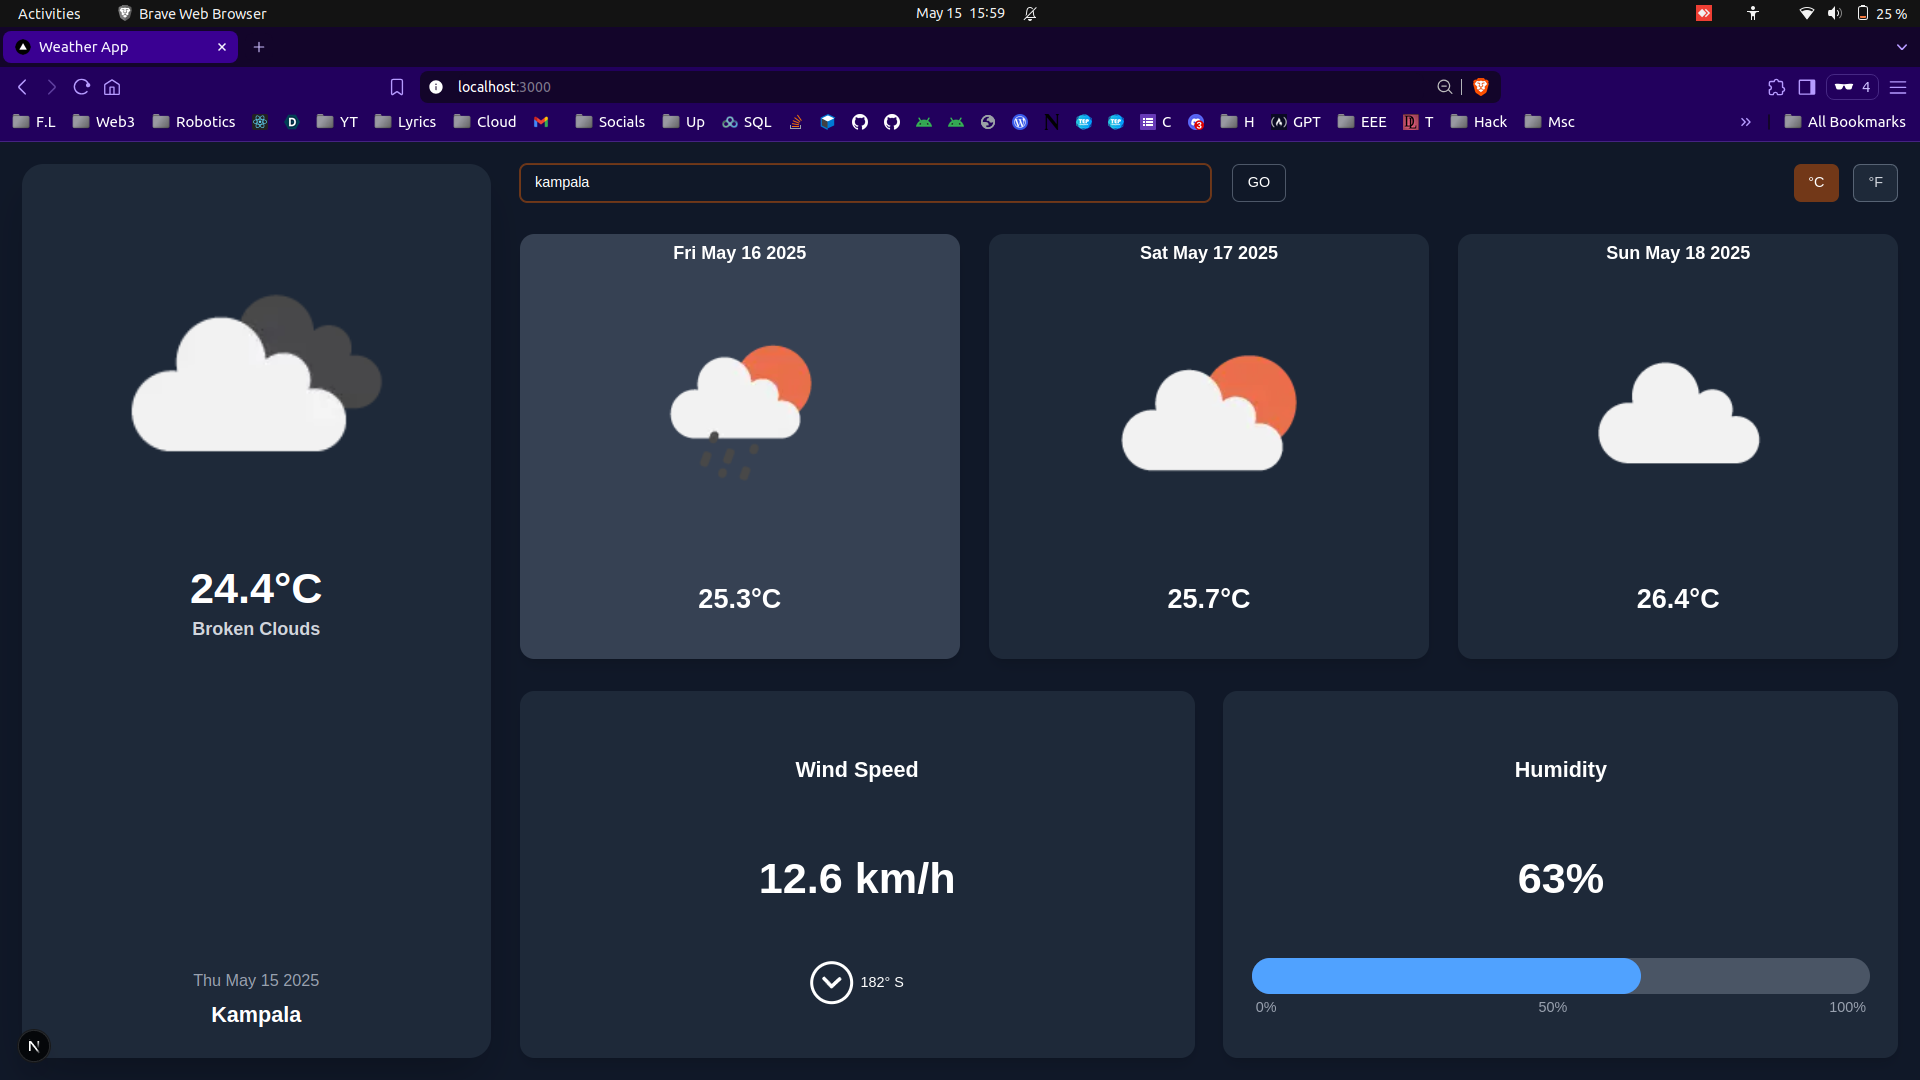 Activities Brave Web Browser May 15 15:59 25 %
Weather App
localhost:3000 4
F.L Web3 Robotics D YT Lyrics Cloud Socials Up SQL C 3 H GPT EEE T Hack Msc All Bookmarks
kampala GO °C °F
Fri May 16 2025 Sat May 17 2025 Sun May 18 2025
25.3°C 25.7°C 26.4°C
24.4°C
Broken Clouds
Thu May 15 2025
Kampala
Wind Speed Humidity
12.6 km/h 63%
182° S
0% 50% 100%
N